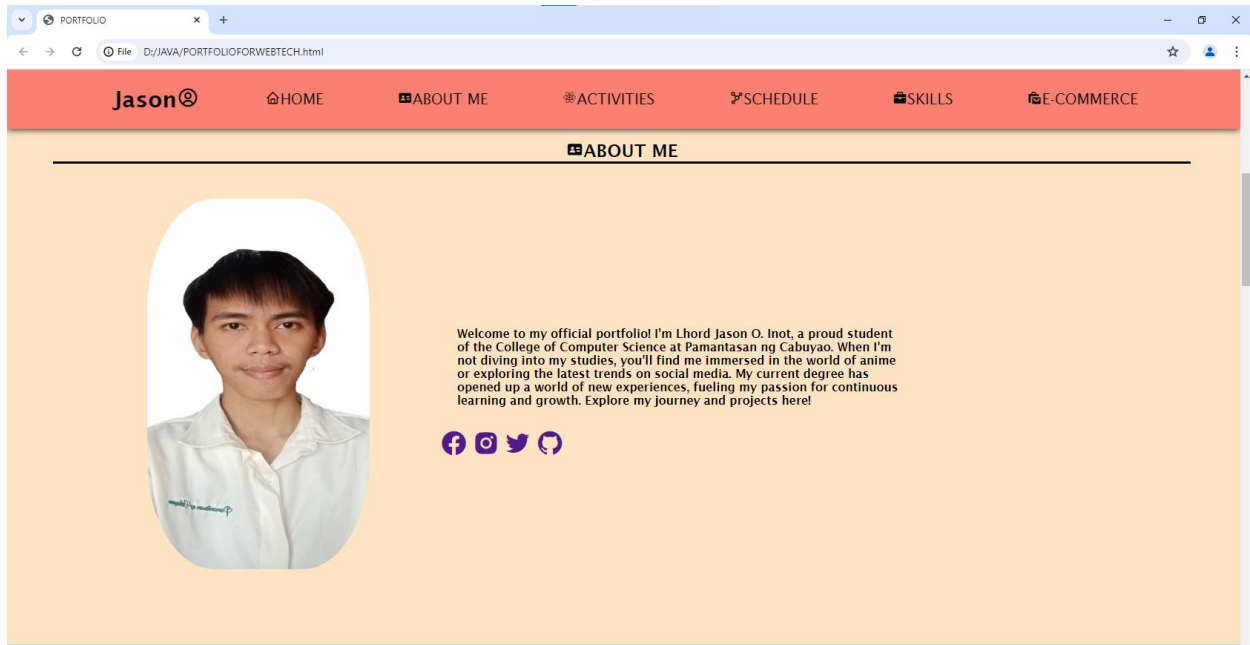 PORTFOLIO
File D:/JAVA/PORTFOLIOFORWEBTECH.html
Jason HOME ABOUT ME ACTIVITIES SCHEDULE SKILLS E-COMMERCE
ABOUT ME
Welcome to my official portfolio! I'm Lhord Jason O. Inot, a proud student
of the College of Computer Science at Pamantasan ng Cabuyao. When I'm
not diving into my studies, you'll find me immersed in the world of anime
or exploring the latest trends on social media. My current degree has
opened up a world of new experiences, fueling my passion for continuous
learning and growth. Explore my journey and projects here!